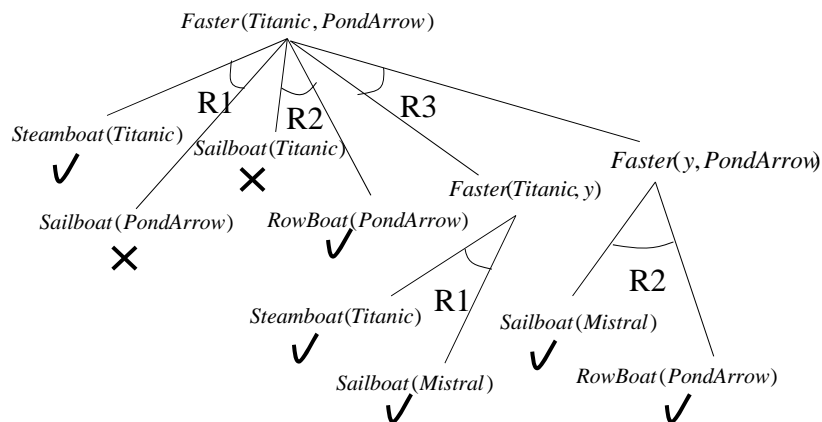 Faster(Titanic, PondArrow)
R1
R2
R3
Steamboat(Titanic)
Sailboat(Titanic)
Faster(y, PondArrow)
Faster(Titanic, y)
Sailboat(PondArrow)
RowBoat(PondArrow)
R1
R2
Steamboat(Titanic)
Sailboat(Mistral)
Sailboat(Mistral)
RowBoat(PondArrow)